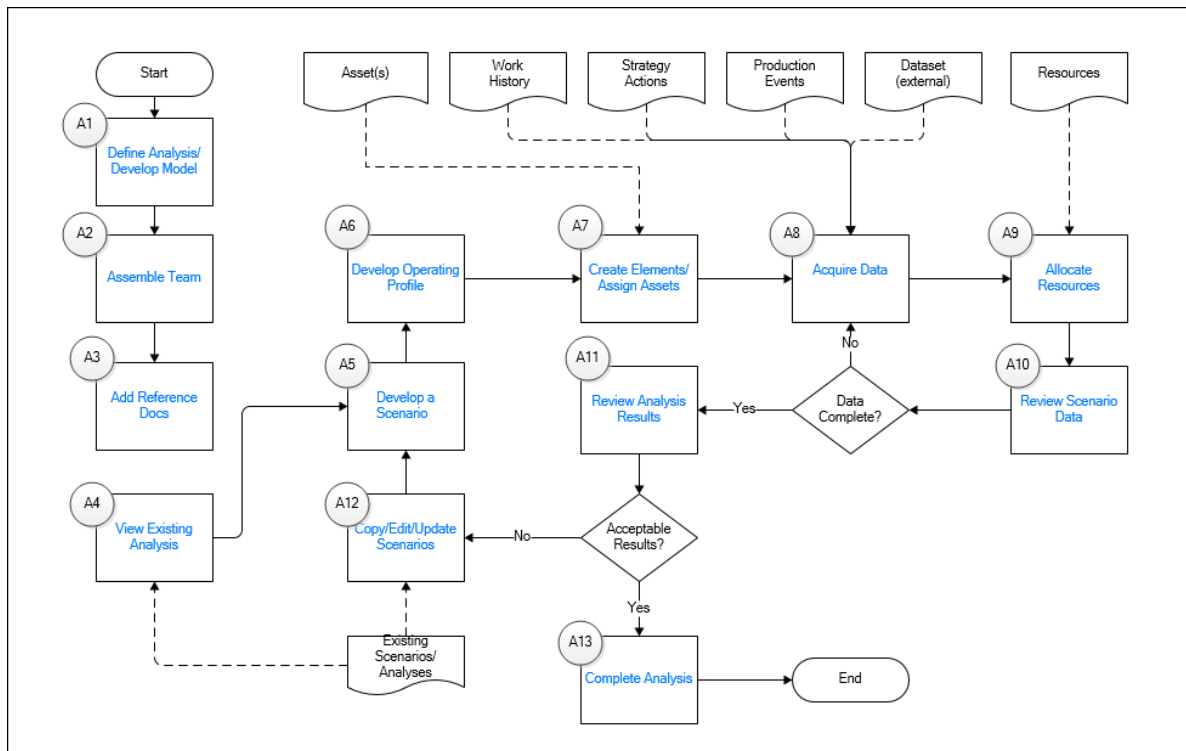 Start
Asset(s)
Work
History
Strategy
Actions
Production
Events
Dataset
(external)
Resources
A1
Define Analysis/
Develop Model
A2
Assemble Team
A6
Develop Operating
Profile
A7
Create Elements/
Assign Assets
A8
Acquire Data
A9
Allocate
Resources
A3
Add Reference
Docs
A5
Develop a
Scenario
A11
Review Analysis
Results
Yes
No
Data
Complete?
A10
Review Scenario
Data
A4
View Existing
Analysis
A12
Copy/Edit/Update
Scenarios
No
Acceptable
Results?
Yes
Existing
Scenarios/
Analyses
A13
Complete Analysis
End